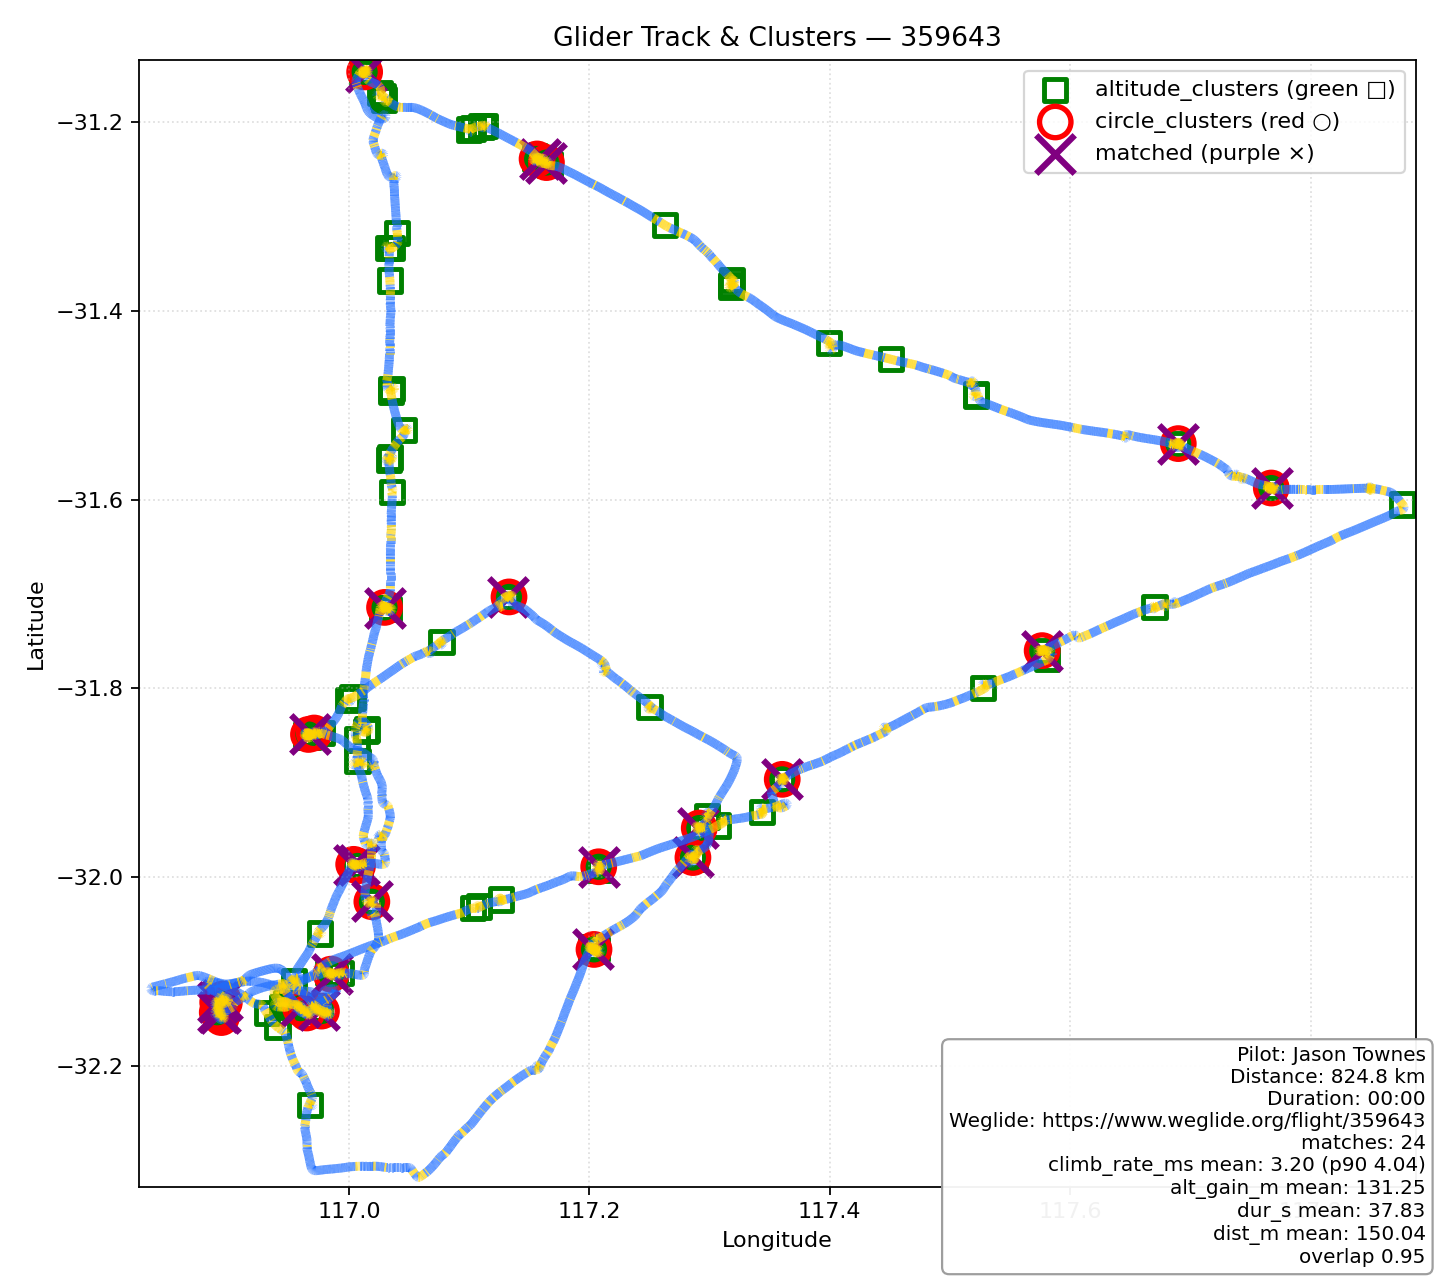 Glider Track & Clusters — 359643
altitude_clusters (green □)
circle_clusters (red ○)
matched (purple ×)
−31.2
−31.4
−31.6
−31.8
−32.0
−32.2
Latitude
117.0
117.2
117.4
117.6
Longitude
Pilot: Jason Townes
Distance: 824.8 km
Duration: 00:00
Weglide: https://www.weglide.org/flight/359643
matches: 24
climb_rate_ms mean: 3.20 (p90 4.04)
alt_gain_m mean: 131.25
dur_s mean: 37.83
dist_m mean: 150.04
overlap 0.95